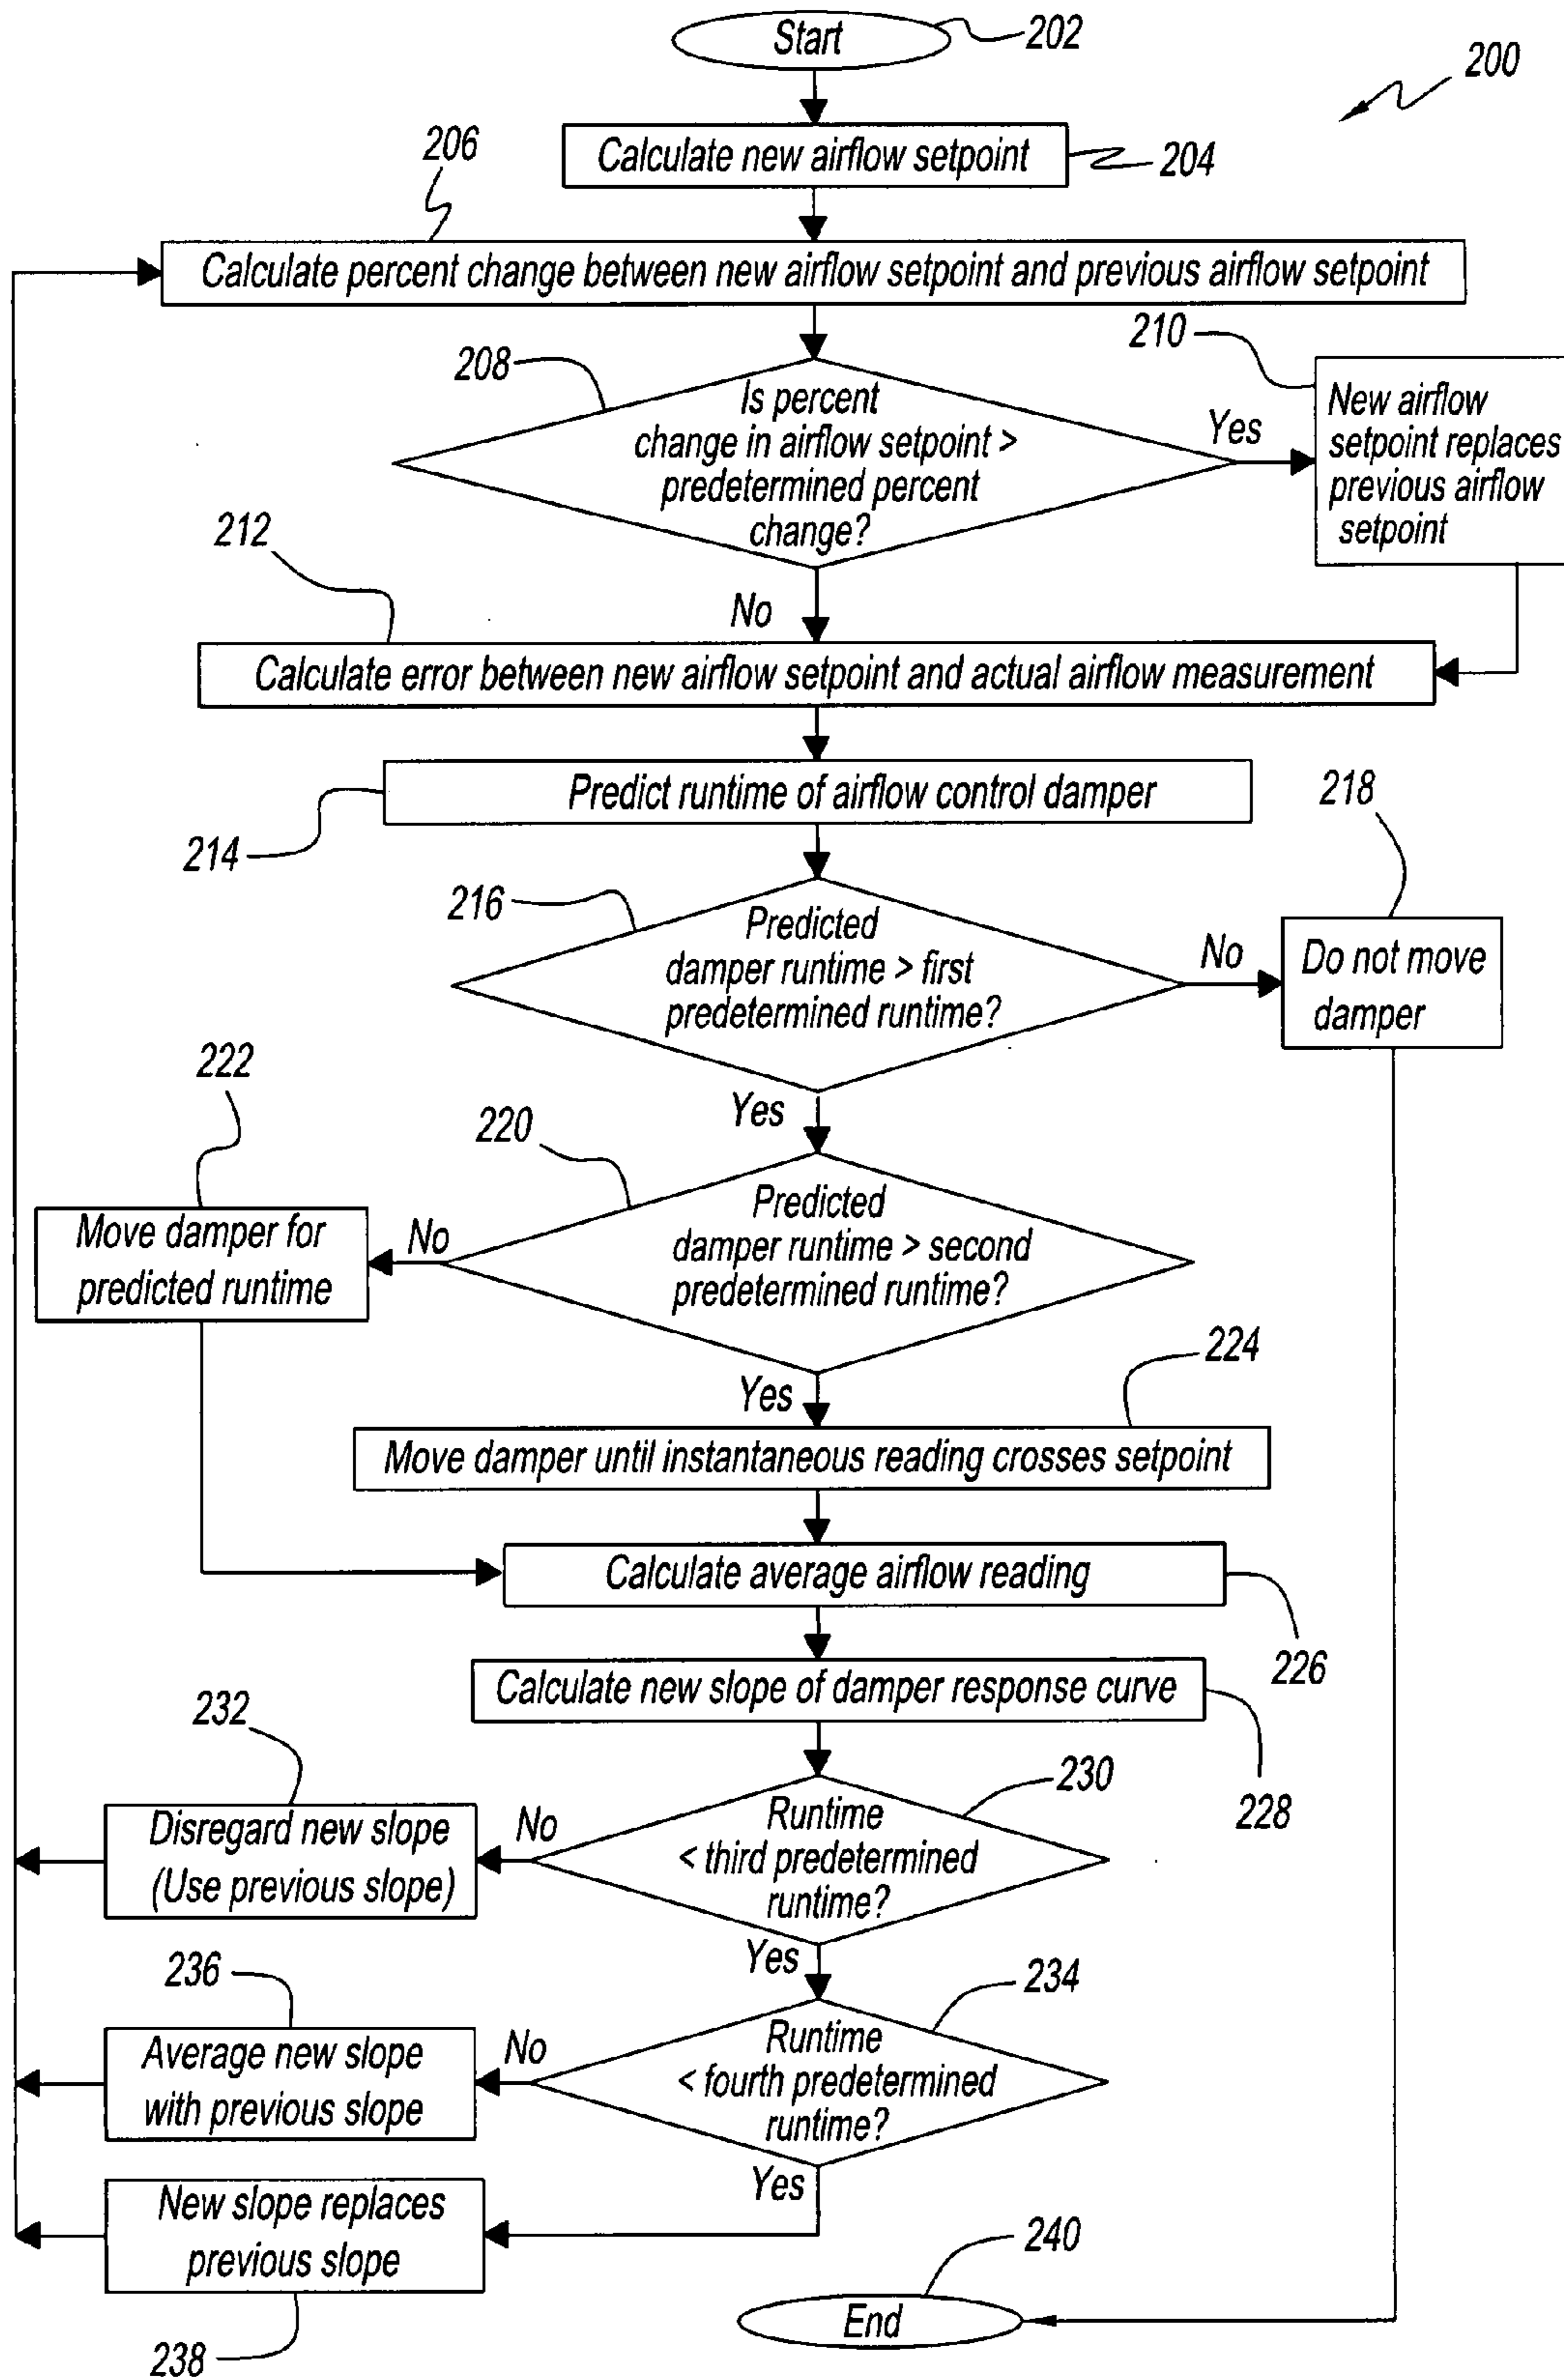 Start
202
200
Calculate new airflow setpoint
204
206
Calculate percent change between new airflow setpoint and previous airflow setpoint
208
Is percent
change in airflow setpoint >
predetermined percent
change?
Yes
210
New airflow
setpoint replaces
previous airflow
setpoint
No
212
Calculate error between new airflow setpoint and actual airflow measurement
Predict runtime of airflow control damper
214
216
Predicted
damper runtime > first
predetermined runtime?
No
218
Do not move
damper
Yes
220
Predicted
damper runtime > second
predetermined runtime?
No
222
Move damper for
predicted runtime
Yes
224
Move damper until instantaneous reading crosses setpoint
Calculate average airflow reading
226
Calculate new slope of damper response curve
228
230
Runtime
< third predetermined
runtime?
No
232
Disregard new slope
(Use previous slope)
Yes
234
Runtime
< fourth predetermined
runtime?
No
236
Average new slope
with previous slope
Yes
New slope replaces
previous slope
238
240
End